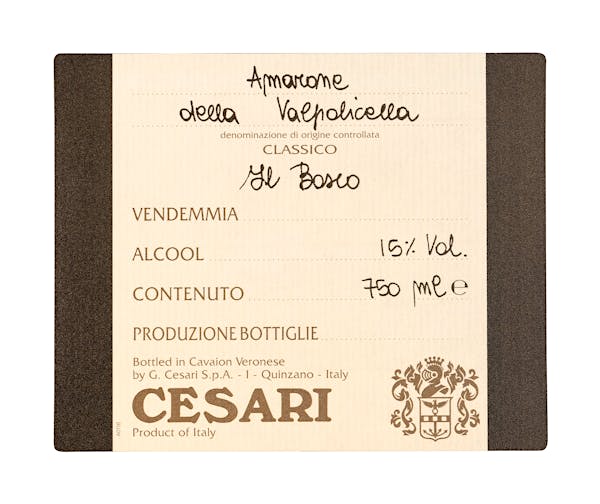 Amarone
della Valpolicella
denominazione di origine controllata
CLASSICO
Il Bosco
VENDEMMIA
ALCOOL 15% Vol.
CONTENUTO 750 ml e
PRODUZIONE BOTTIGLIE
Bottled in Cavaion Veronese
by G. Cesari S.p.A. - I - Quinzano - Italy
CESARI
Product of Italy